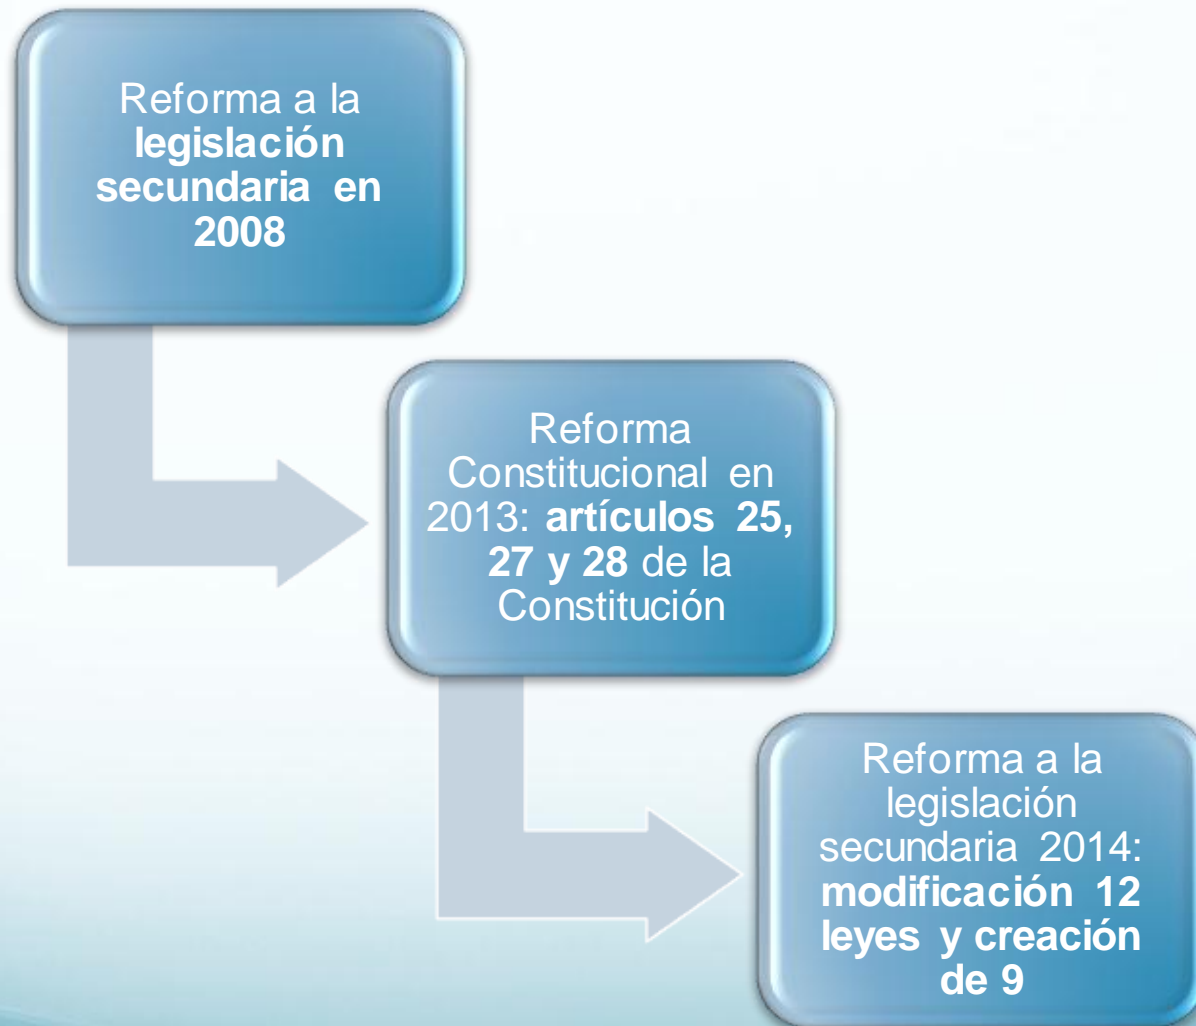 Reforma a la
legislación
secundaria en
2008
Reforma
Constitucional en
2013: artículos 25,
27 y 28 de la
Constitución
Reforma a la
legislación
secundaria 2014:
modificación 12
leyes y creación
de 9